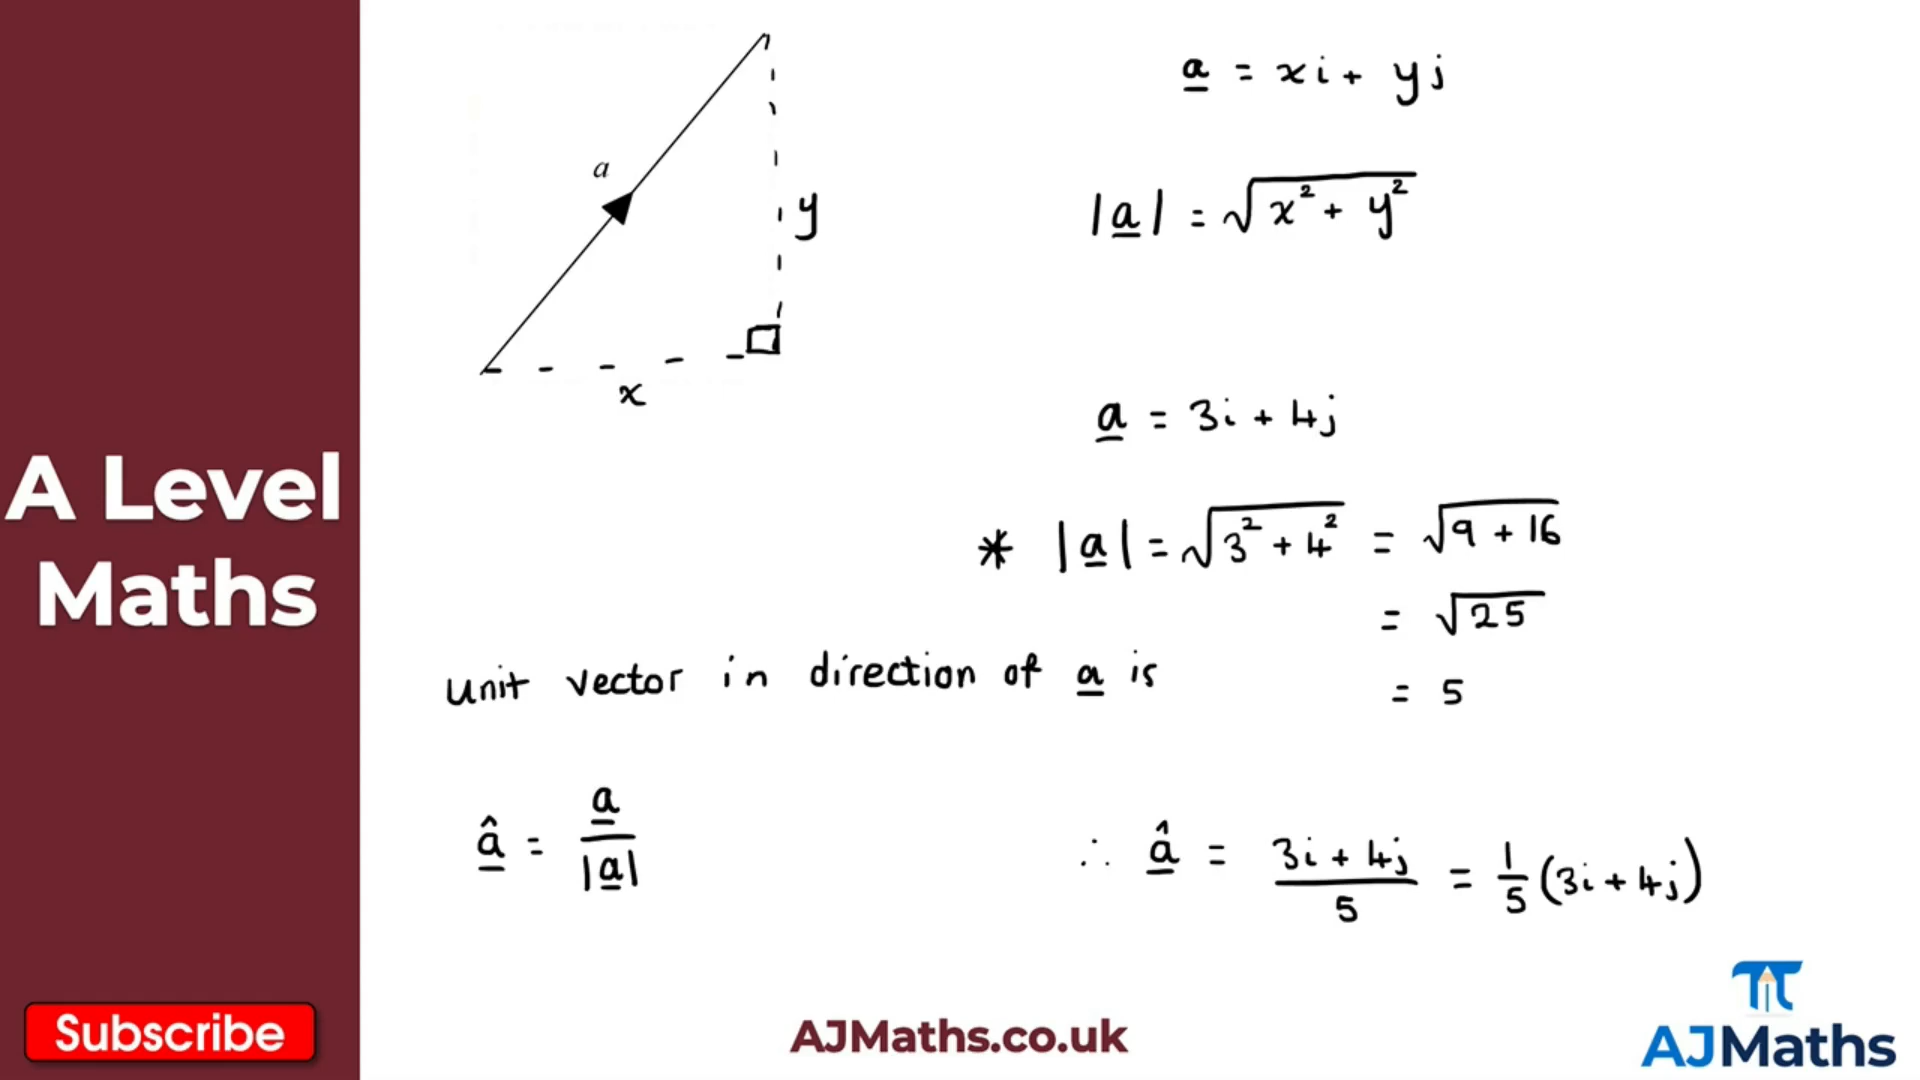 A Level
Maths
Subscribe
a
y
x
a = xi + yj
|a| = √x² + y²
a = 3i + 4j
* |a| = √3² + 4² = √9 + 16
= √25
= 5
unit vector in direction of a is
â = a / |a|
∴ â = 3i + 4j / 5 = 1/5 (3i + 4j)
AJMaths.co.uk
AJMaths